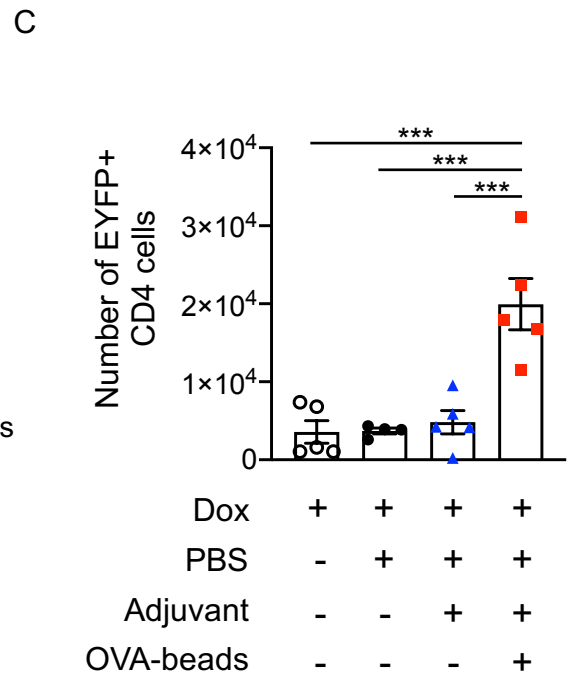 C
***
***
***
4×10⁴
3×10⁴
2×10⁴
1×10⁴
0
Number of EYFP+
CD4 cells
s
Dox + + + +
PBS - + + +
Adjuvant - - + +
OVA-beads - - - +